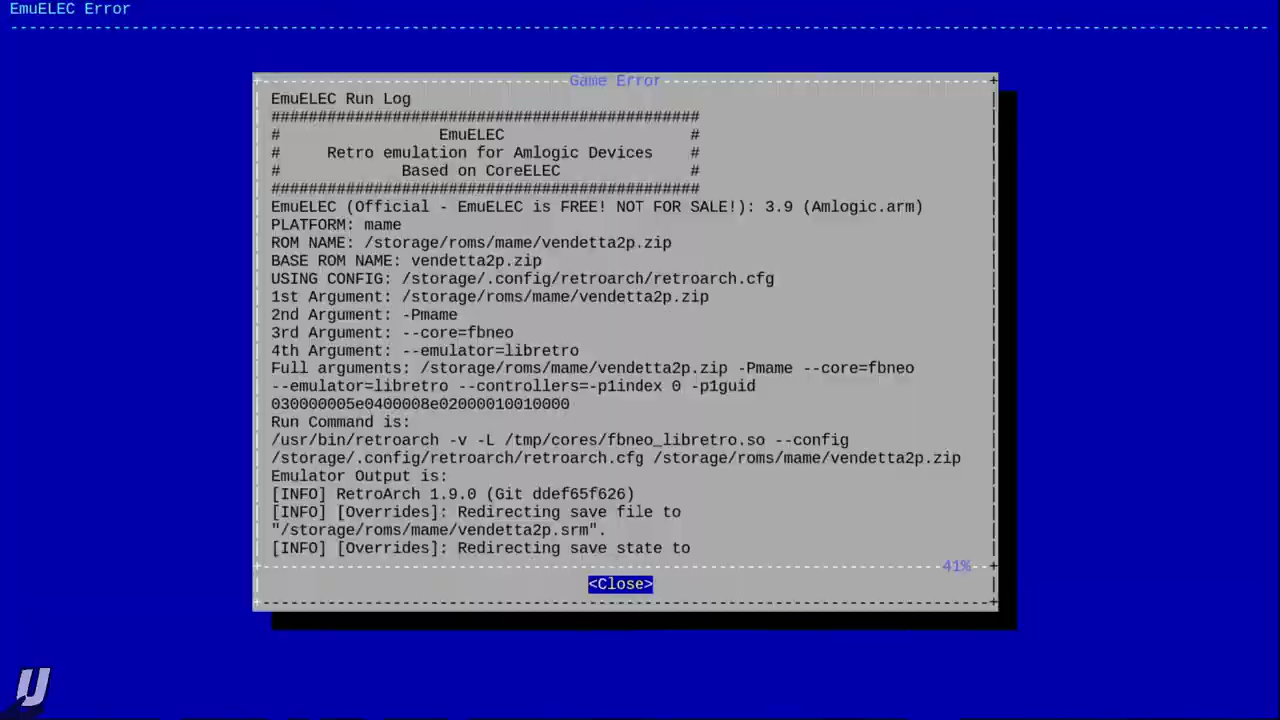 EmuELEC Error
Game Error
EmuELEC Run Log
##############################################
# EmuELEC #
# Retro emulation for Amlogic Devices #
# Based on CoreELEC #
##############################################
EmuELEC (Official - EmuELEC is FREE! NOT FOR SALE!): 3.9 (Amlogic.arm)
PLATFORM: mame
ROM NAME: /storage/roms/mame/vendetta2p.zip
BASE ROM NAME: vendetta2p.zip
USING CONFIG: /storage/.config/retroarch/retroarch.cfg
1st Argument: /storage/roms/mame/vendetta2p.zip
2nd Argument: -Pmame
3rd Argument: --core=fbneo
4th Argument: --emulator=libretro
Full arguments: /storage/roms/mame/vendetta2p.zip -Pmame --core=fbneo
--emulator=libretro --controllers=-p1index 0 -p1guid
030000005e0400008e02000010010000
Run Command is:
/usr/bin/retroarch -v -L /tmp/cores/fbneo_libretro.so --config
/storage/.config/retroarch/retroarch.cfg /storage/roms/mame/vendetta2p.zip
Emulator Output is:
[INFO] RetroArch 1.9.0 (Git ddef65f626)
[INFO] [Overrides]: Redirecting save file to
"/storage/roms/mame/vendetta2p.srm".
[INFO] [Overrides]: Redirecting save state to
41%
<Close>
U